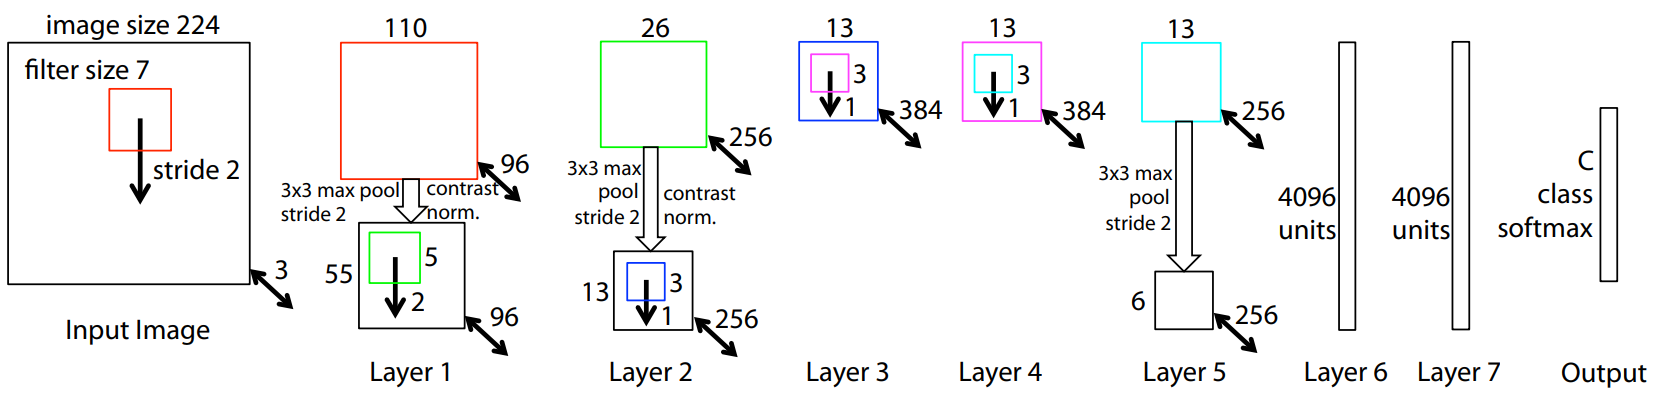 image size 224
filter size 7
stride 2
3
Input Image
110
96
3x3 max pool
stride 2
contrast
norm.
55
5
2
96
Layer 1
26
256
3x3 max
pool
stride 2
contrast
norm.
13
3
1
256
Layer 2
13
3
1
384
Layer 3
13
3
1
384
Layer 4
13
256
3x3 max
pool
stride 2
6
256
Layer 5
4096
units
Layer 6
4096
units
Layer 7
C
class
softmax
Output